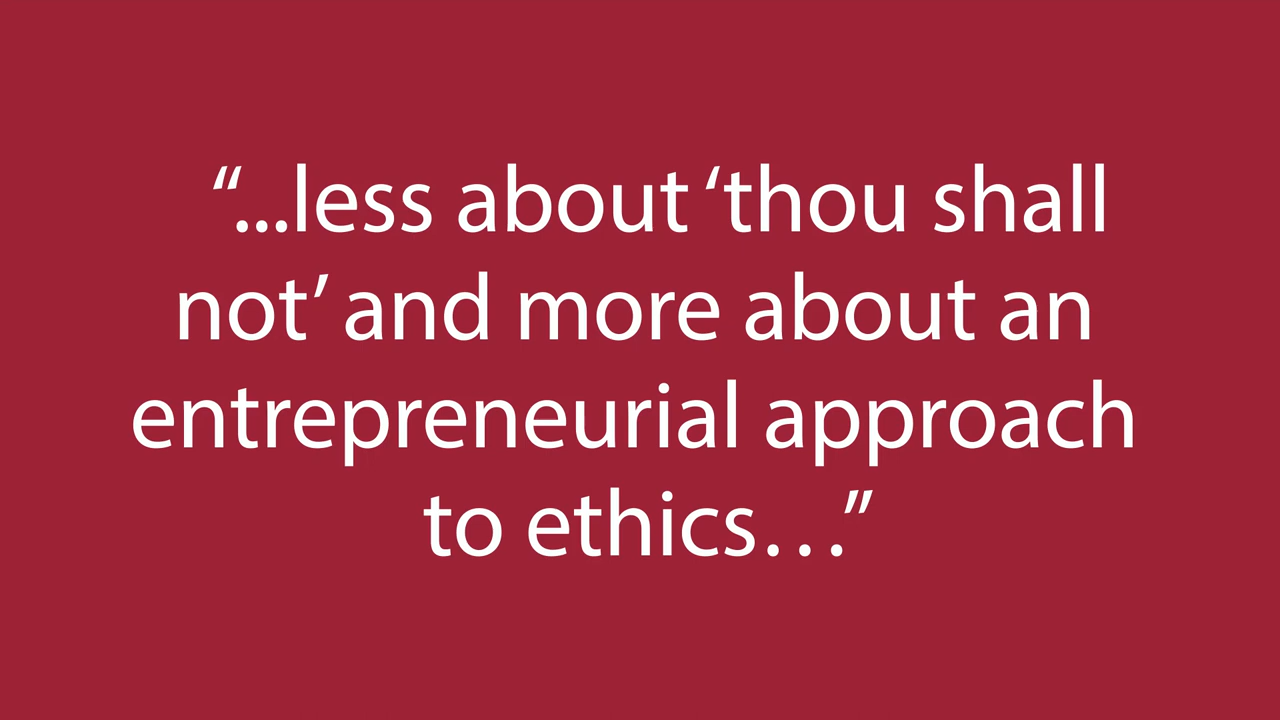 “...less about ‘thou shall
not’ and more about an
entrepreneurial approach
to ethics…”